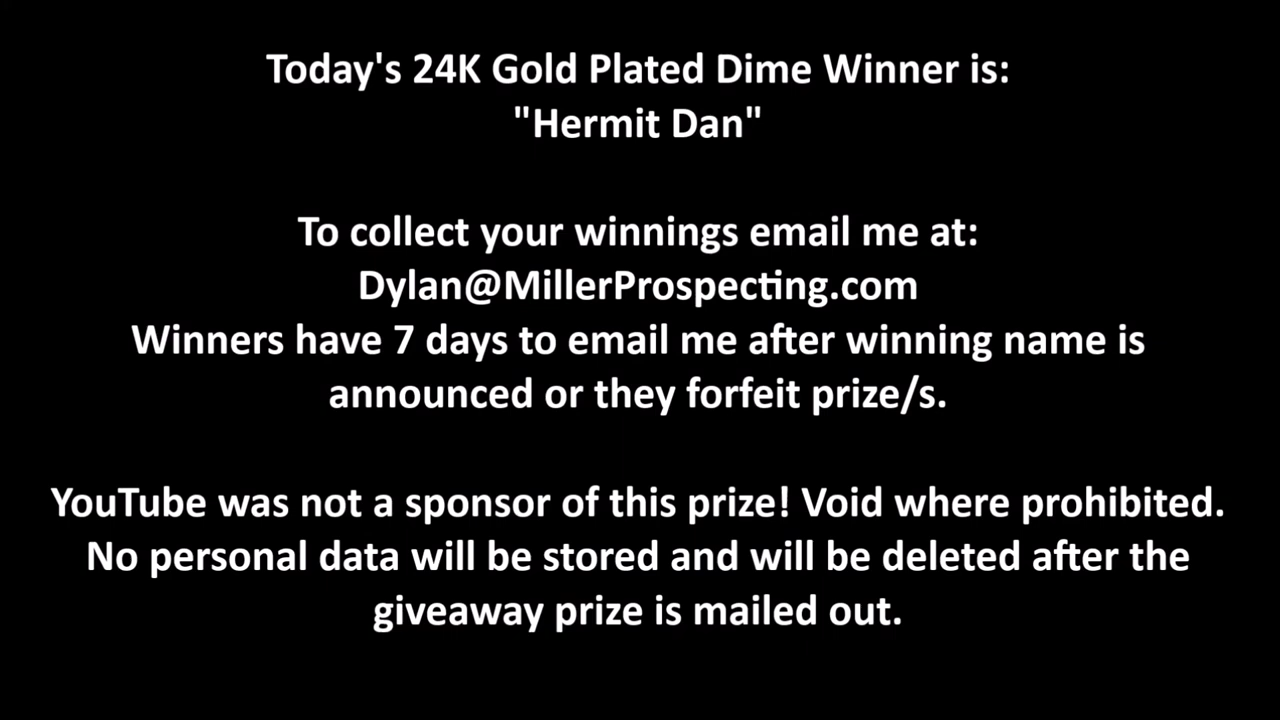 Today's 24K Gold Plated Dime Winner is:
"Hermit Dan"
To collect your winnings email me at:
Dylan@MillerProspecting.com
Winners have 7 days to email me after winning name is
announced or they forfeit prize/s.
YouTube was not a sponsor of this prize! Void where prohibited.
No personal data will be stored and will be deleted after the
giveaway prize is mailed out.